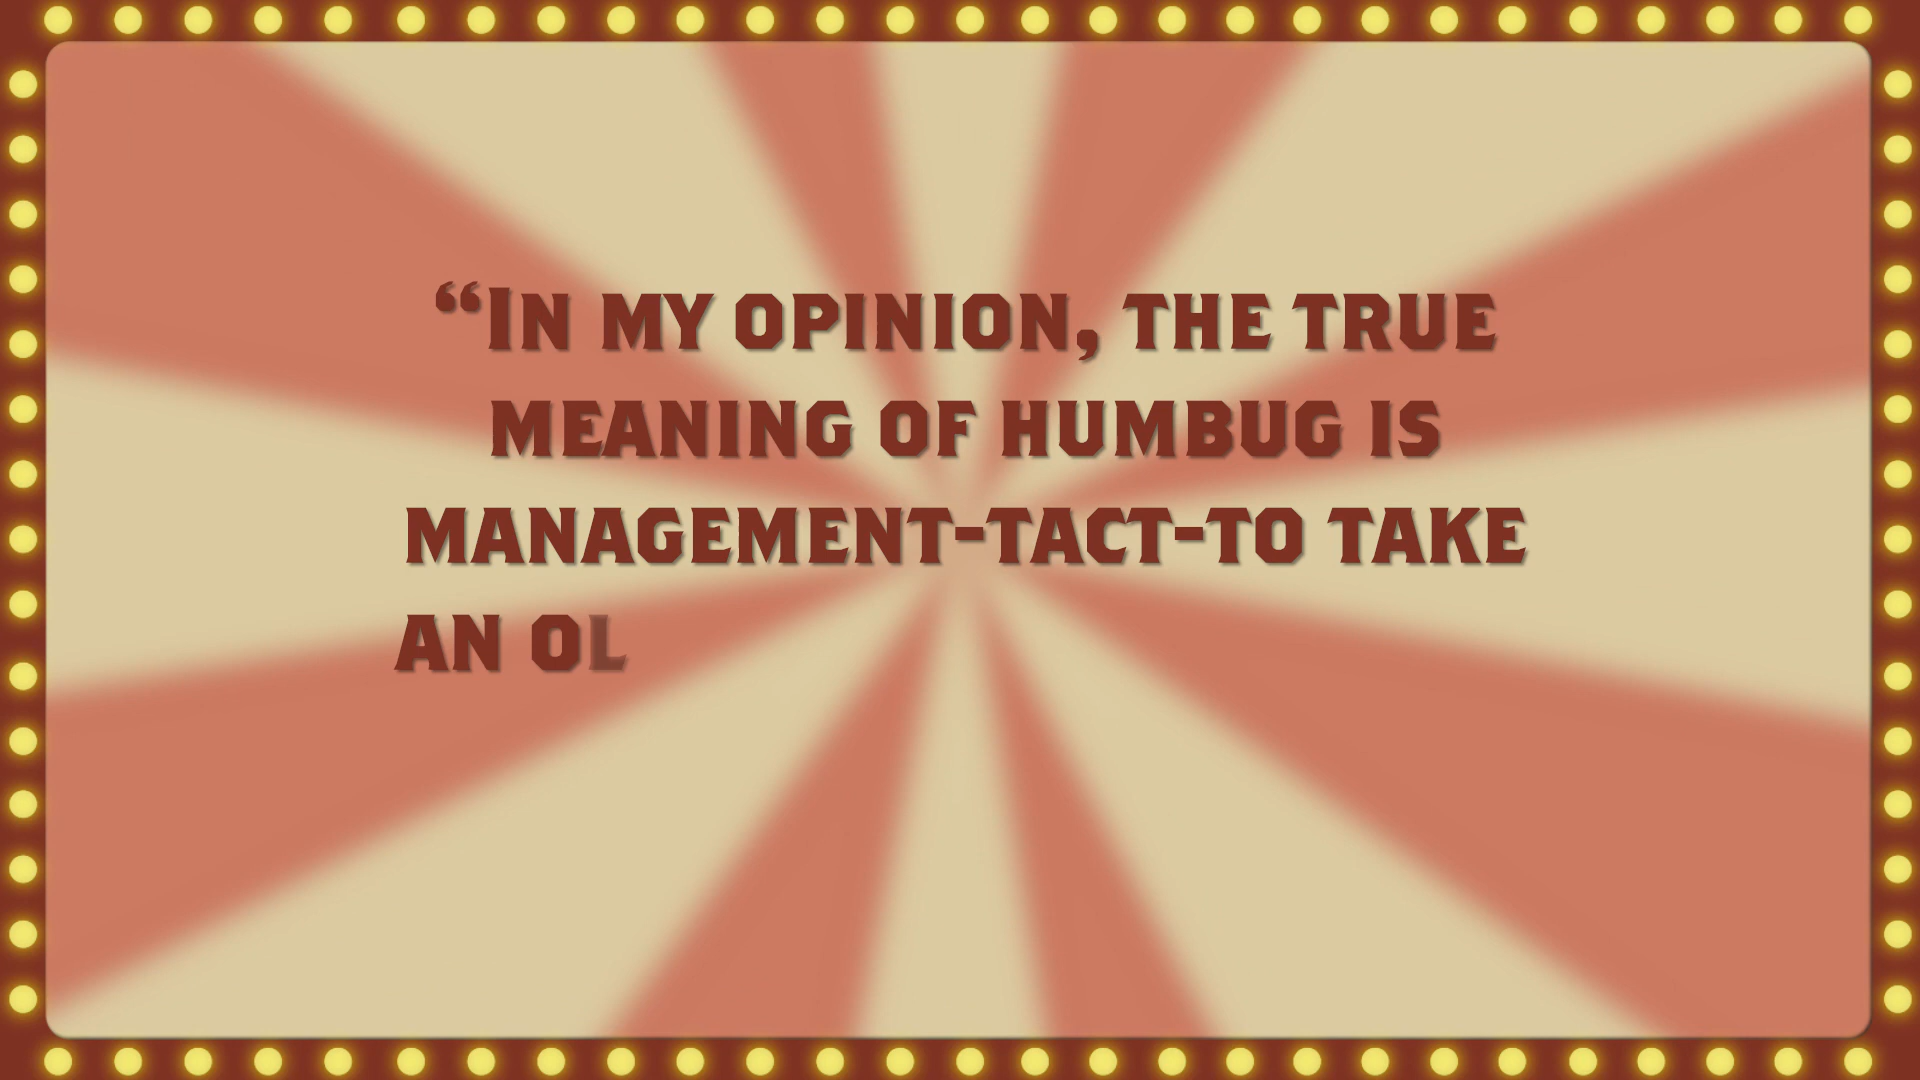 “In my opinion, the true
meaning of humbug is
management-tact-to take
an ol